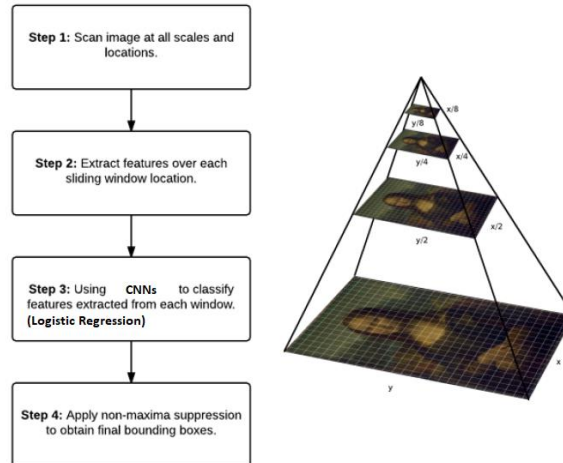 Step 1: Scan image at all scales and
locations.
Step 2: Extract features over each
sliding window location.
Step 3: Using CNNs to classify
features extracted from each window.
(Logistic Regression)
Step 4: Apply non-maxima suppression
to obtain final bounding boxes.
x/8
y/8
x/4
y/4
x/2
y/2
x
y